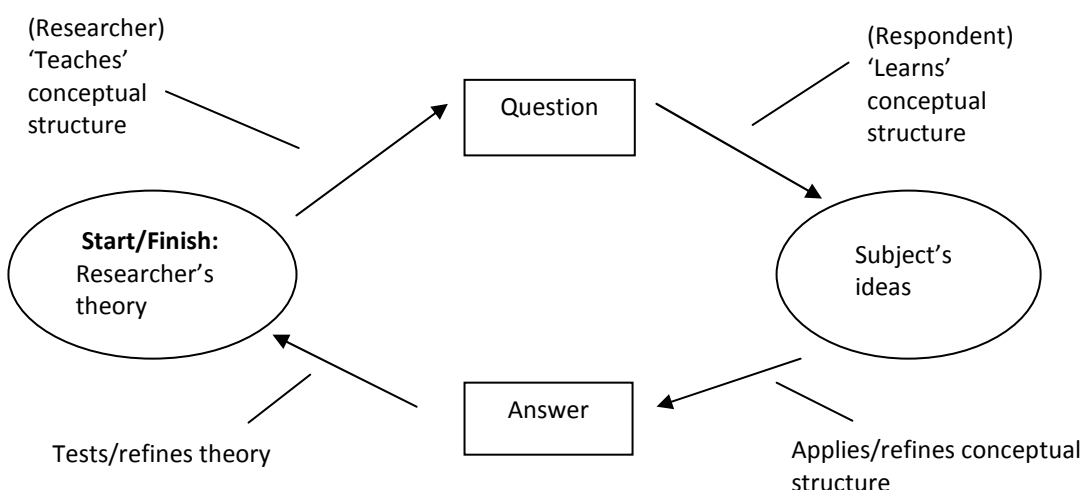 (Researcher)
‘Teaches’
conceptual
structure
Question
(Respondent)
‘Learns’
conceptual
structure
Start/Finish:
Researcher’s
theory
Subject’s
ideas
Answer
Tests/refines theory
Applies/refines conceptual
structure